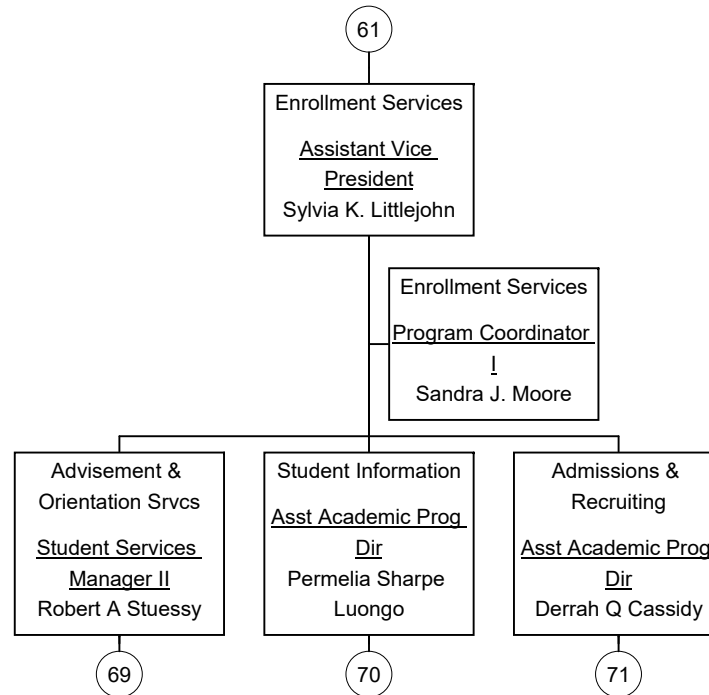 61
Enrollment Services
Assistant Vice
President
Sylvia K. Littlejohn
Enrollment Services
Program Coordinator
I
Sandra J. Moore
Advisement &
Orientation Srvcs
Student Services
Manager II
Robert A Stuessy
69
Student Information
Asst Academic Prog
Dir
Permelia Sharpe
Luongo
70
Admissions &
Recruiting
Asst Academic Prog
Dir
Derrah Q Cassidy
71